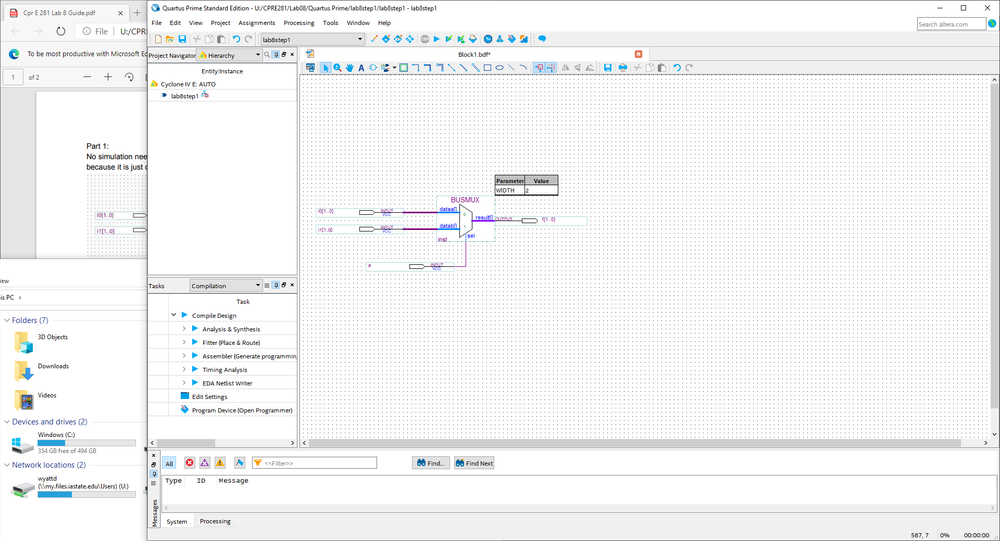 Cpr E 281 Lab 8 Guide.pdf
File
U:/CPRE
To be most productive with Microsoft Ed
1
of 2
Part 1:
No simulation nee
because it is just
i0[1..0]
i1[1..0]
iew
is PC
Folders (7)
3D Objects
Downloads
Videos
Devices and drives (2)
Windows (C:)
354 GB free of 494 GB
Network locations (2)
wyattd
(\\my.files.iastate.edu\Users) (U:)
Quartus Prime Standard Edition - U:/CPRE281/Lab08/Quartus Prime/lab8step1/lab8step1 - lab8step1
File Edit View Project Assignments Processing Tools Window Help
Search altera.com
lab8step1
STOP
Project Navigator
Hierarchy
Entity:Instance
Cyclone IV E: AUTO
lab8step1
Tasks
Compilation
Task
Compile Design
Analysis & Synthesis
Fitter (Place & Route)
Assembler (Generate programmin
Timing Analysis
EDA Netlist Writer
Edit Settings
Program Device (Open Programmer)
Block1.bdf*
Parameter Value
WIDTH 2
BUSMUX
i0[1..0]
INPUT
VCC
dataa[]
0
result[]
OUTPUT
f[1..0]
i1[1..0]
INPUT
VCC
datab[]
1
sel
inst
a
INPUT
VCC
All
<<Filter>>
Find...
Find Next
Type ID Message
Messages
System
Processing
587, 7
0%
00:00:00